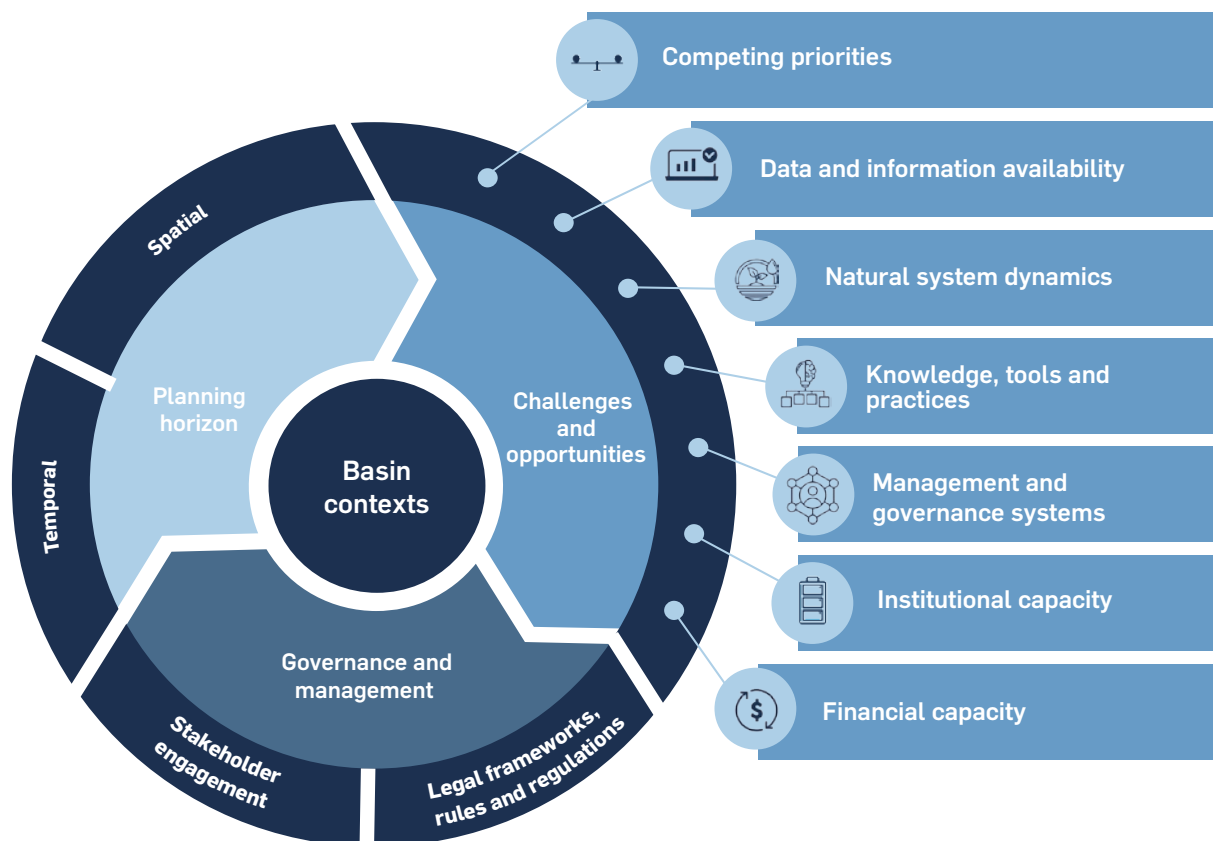 Competing priorities
Data and information availability
Natural system dynamics
Knowledge, tools and
practices
Management and
governance systems
Institutional capacity
Financial capacity
Spatial
Temporal
Planning
horizon
Challenges
and
opportunities
Basin
contexts
Governance and
management
Stakeholder
engagement
Legal frameworks,
rules and regulations
$